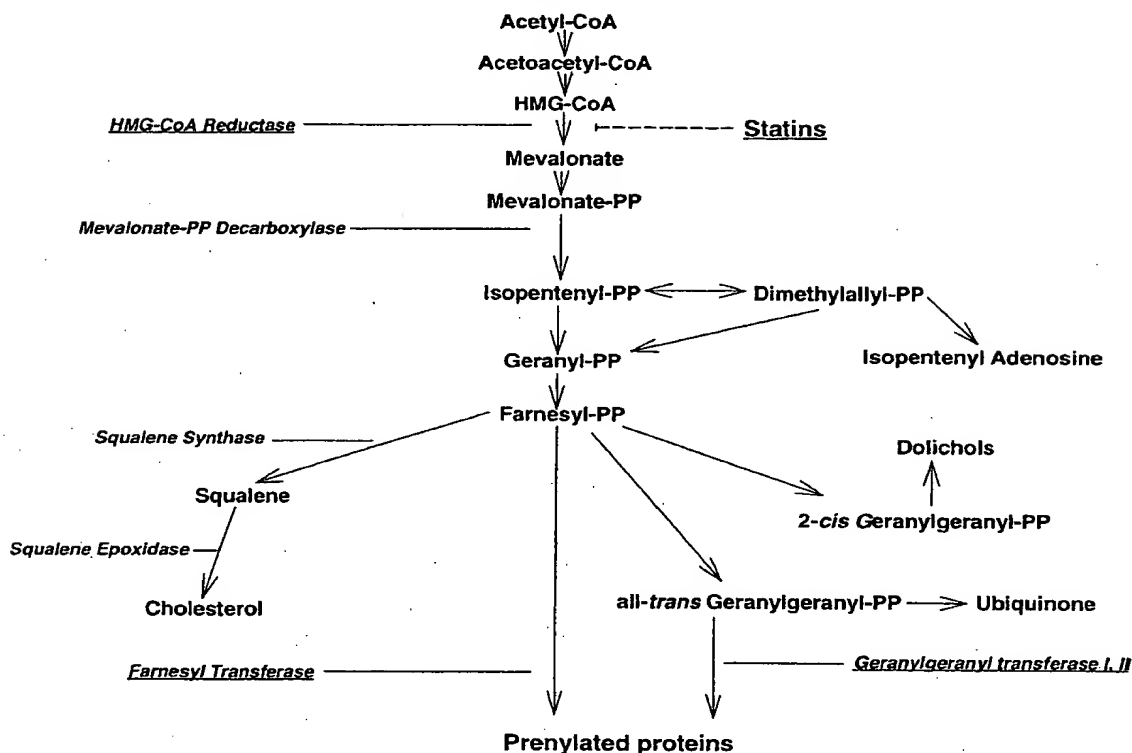 Acetyl-CoA
Acetoacetyl-CoA
HMG-CoA
HMG-CoA Reductase
Statins
Mevalonate
Mevalonate-PP
Mevalonate-PP Decarboxylase
Isopentenyl-PP
Dimethylallyl-PP
Geranyl-PP
Isopentenyl Adenosine
Farnesyl-PP
Squalene Synthase
Dolichols
Squalene
2-cis Geranylgeranyl-PP
Squalene Epoxidase
Cholesterol
all-trans Geranylgeranyl-PP
Ubiquinone
Farnesyl Transferase
Geranylgeranyl transferase I, II
Prenylated proteins